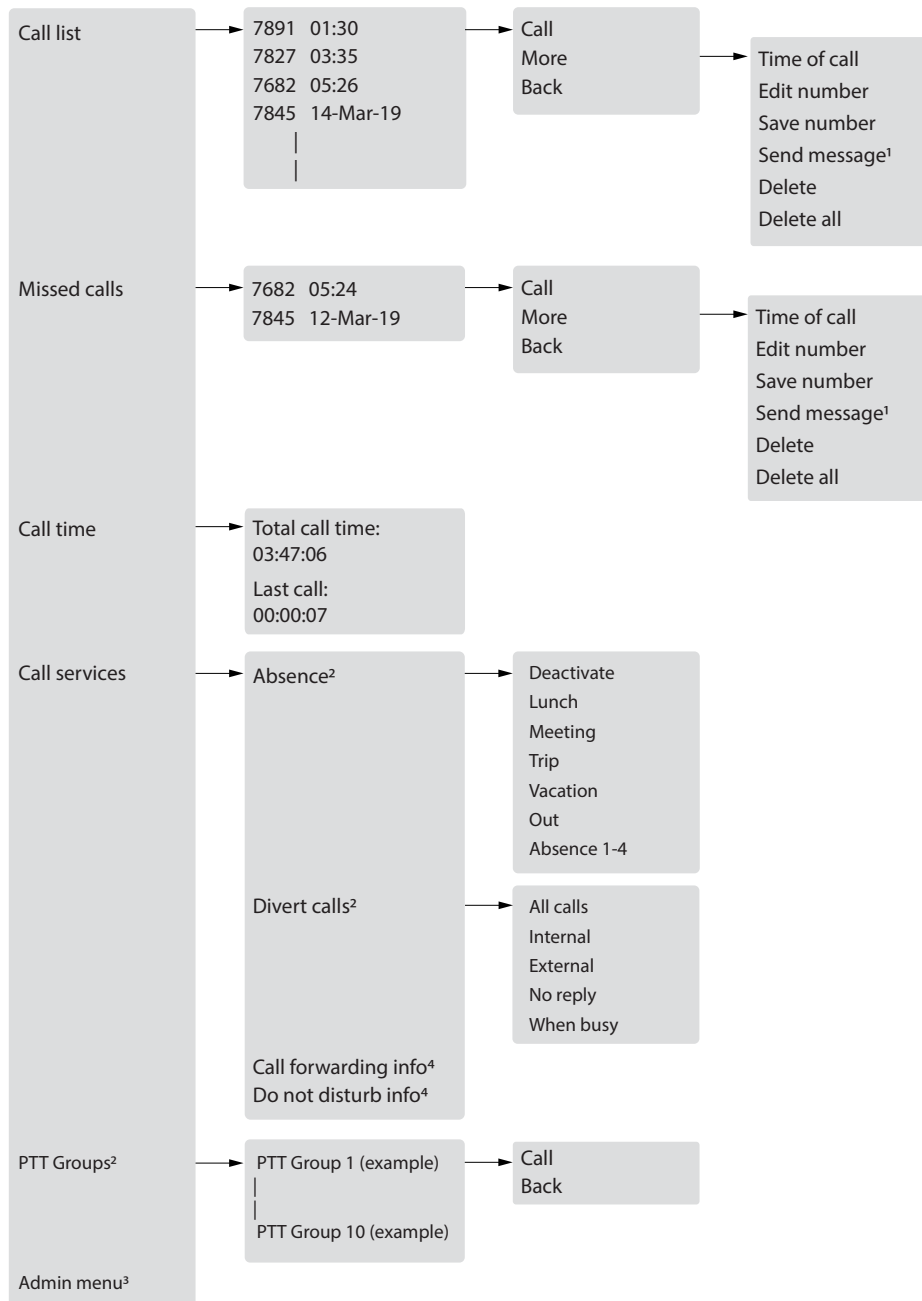 Call list
7891 01:30
7827 03:35
7682 05:26
7845 14-Mar-19
Call
More
Back
Time of call
Edit number
Save number
Send message¹
Delete
Delete all
Missed calls
7682 05:24
7845 12-Mar-19
Call
More
Back
Time of call
Edit number
Save number
Send message¹
Delete
Delete all
Call time
Total call time:
03:47:06
Last call:
00:00:07
Call services
Absence²
Deactivate
Lunch
Meeting
Trip
Vacation
Out
Absence 1-4
Divert calls²
All calls
Internal
External
No reply
When busy
Call forwarding info⁴
Do not disturb info⁴
PTT Groups²
PTT Group 1 (example)
PTT Group 10 (example)
Call
Back
Admin menu³